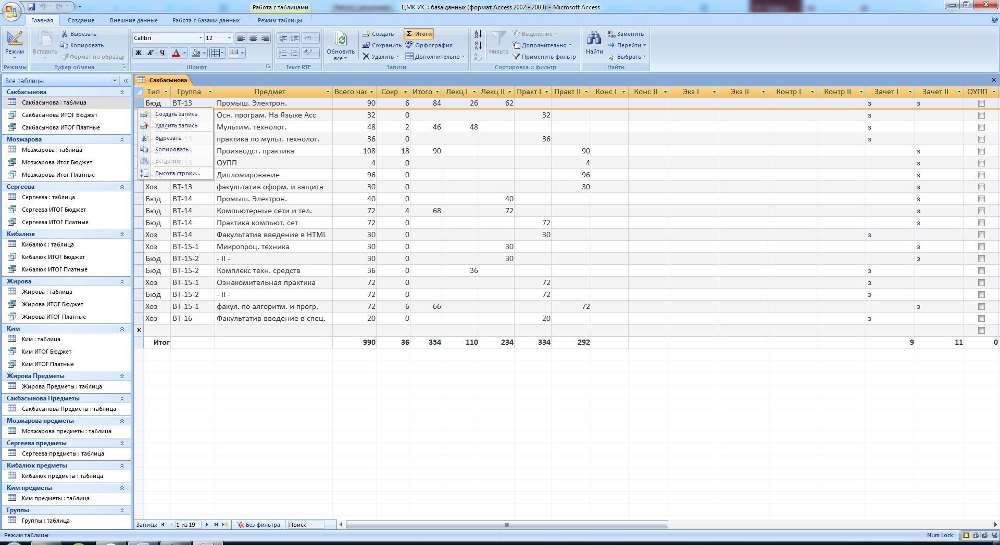 Работа с таблицами
ЦМК ИС : база данных (формат Access 2002 - 2003) - Microsoft Access
Главная Создание Внешние данные Работа с базами данных Режим таблицы
Режим
Режимы
Вставить
Вырезать
Копировать
Формат по образцу
Буфер обмена
Calibri 12
Ж К Ч А
Шрифт
Текст RTF
Обновить все
Создать
Сохранить
Удалить
Итоги
Орфография
Дополнительно
Записи
Фильтр
Выделение
Дополнительно
Применить фильтр
Сортировка и фильтр
Найти
Заменить
Перейти
Выбрать
Найти
Все таблицы
Сакбасынова
Сакбасынова : таблица
Сакбасынова ИТОГ Бюджет
Сакбасынова ИТОГ Платные
Мозжарова
Мозжарова : таблица
Мозжарова Итог Бюджет
Мозжарова Итог Платные
Сергеева
Сергеева : таблица
Сергеева ИТОГ Бюджет
Сергеева ИТОГ Платные
Кибалюк
Кибалюк : таблица
Кибалюк ИТОГ Бюджет
Кибалюк ИТОГ Платные
Жирова
Жирова : таблица
Жирова ИТОГ Бюджет
Жирова ИТОГ Платные
Ким
Ким : таблица
Ким ИТОГ Бюджет
Ким ИТОГ Платные
Жирова Предметы
Жирова Предметы : таблица
Сакбасынова Предметы
Сакбасынова Предметы : таблица
Мозжарова предметы
Мозжарова предметы : таблица
Сергеева предметы
Сергеева предметы : таблица
Кибалюк предметы
Кибалюк предметы : таблица
Ким предметы
Ким предметы : таблица
Группы
Группы : таблица
Сакбасынова
Тип Группа Предмет Всего час Сокр Итого Лекц I Лекц II Практ I Практ II Конс I Конс II Экз I Экз II Контр I Контр II Зачет I Зачет II ОУПП
Бюд ВТ-13 Промыш. Электрон. 90 6 84 26 62 з з
Осн. програм. На Языке Асс 32 0 32 з
Мультим. технолог. 48 2 46 48 з
практика по мульт. технолог. 36 0 36 з
Производст. практика 108 18 90 90 з
ОУПП 4 0 4 з
Дипломирование 96 0 96 з
Хоз ВТ-13 факультатив оформ. и защита 30 0 30 з
Бюд ВТ-14 Промыш. Электрон. 40 0 40 з
Бюд ВТ-14 Компьютерные сети и тел. 72 4 68 72 з
Бюд ВТ-14 Практика компьют. сет 72 0 72 з
Хоз ВТ-14 Факультатив введение в HTML 30 0 30 з
Хоз ВТ-15-1 Микропроц. техника 30 0 30 з
Бюд ВТ-15-2 - II - 30 0 30 з
Бюд ВТ-15-2 Комплекс техн. средств 36 0 36 з
Хоз ВТ-15-1 Ознакомительная практика 72 0 72 з
Бюд ВТ-15-2 - II - 72 0 72 з
Хоз ВТ-15-1 факул. по алгоритм. и прогр. 72 6 66 72 з
Хоз ВТ-16 Факультатив введение в спец. 20 0 20 з
Итог 990 36 354 110 234 334 292 9 11 0
Создать запись
Удалить запись
Вырезать
Копировать
Вставить
Высота строки...
Запись: 1 из 19 Без фильтра Поиск
Режим таблицы Num Lock